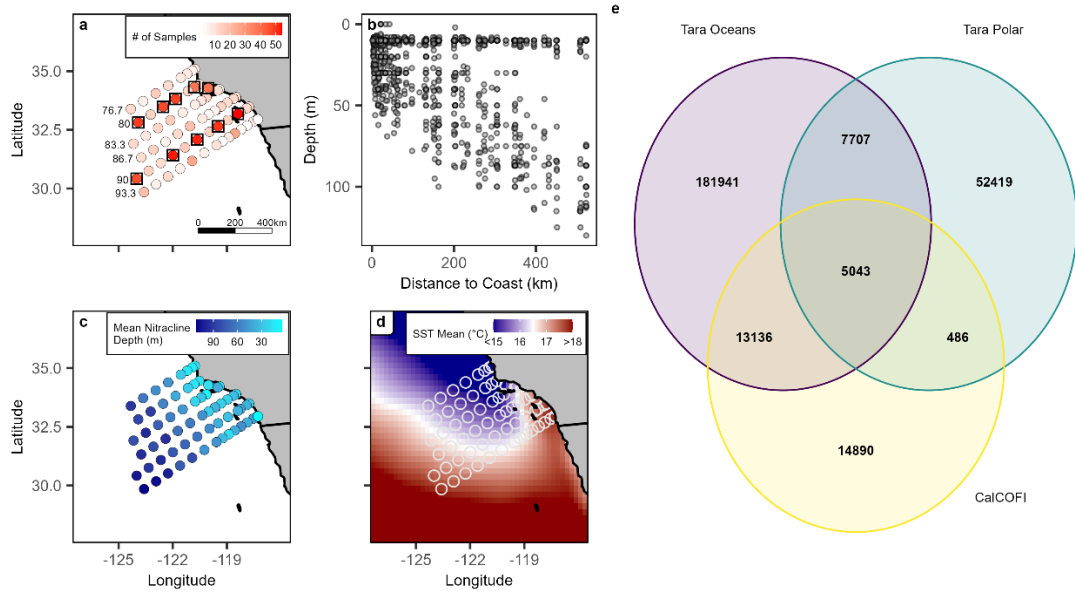 a
# of Samples
10 20 30 40 50
35.0
32.5
30.0
Latitude
76.7
80
83.3
86.7
90
93.3
0 200 400km
b
0
50
100
Depth (m)
0 200 400
Distance to Coast (km)
c
Mean Nitracline
Depth (m)
90 60 30
35.0
32.5
30.0
Latitude
-125 -122 -119
Longitude
d
SST Mean (°C)
<15 16 17 >18
-125 -122 -119
Longitude
e
Tara Oceans
Tara Polar
7707
181941
52419
5043
13136
486
14890
CalCOFI